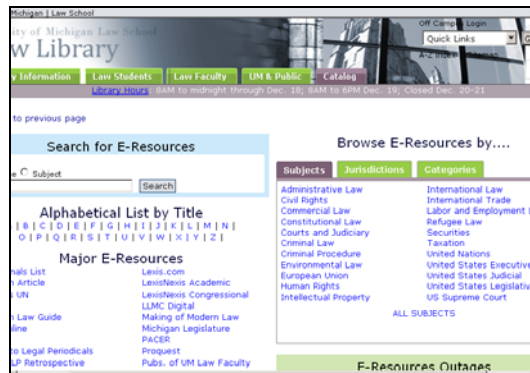 Michigan | Law School
ity of Michigan Law School
w Library
Off Campus Login
Quick Links
A-Z Index
y Information Law Students Law Faculty UM & Public Catalog
Library Hours: 8AM to midnight through Dec. 18; 8AM to 6PM Dec. 19; Closed Dec. 20-21
to previous page
Search for E-Resources
e Subject
Search
Alphabetical List by Title
| B | C | D | E | F | G | H | I | J | K | L | M | N |
O | P | Q | R | S | T | U | V | W | X | Y | Z |
Major E-Resources
nals List
n Article
& UN
n Law Guide
line
to Legal Periodicals
LP Retrospective
Lexis.com
LexisNexis Academic
LexisNexis Congressional
LLMC Digital
Making of Modern Law
Michigan Legislature
PACER
Proquest
Pubs. of UM Law Faculty
Browse E-Resources by....
Subjects Jurisdictions Categories
Administrative Law
Civil Rights
Commercial Law
Constitutional Law
Courts and Judiciary
Criminal Law
Criminal Procedure
Environmental Law
European Union
Human Rights
Intellectual Property
International Law
International Trade
Labor and Employment
Refugee Law
Securities
Taxation
United Nations
United States Executive
United States Judicial
United States Legislativ
US Supreme Court
ALL SUBJECTS
E-Resources Outages